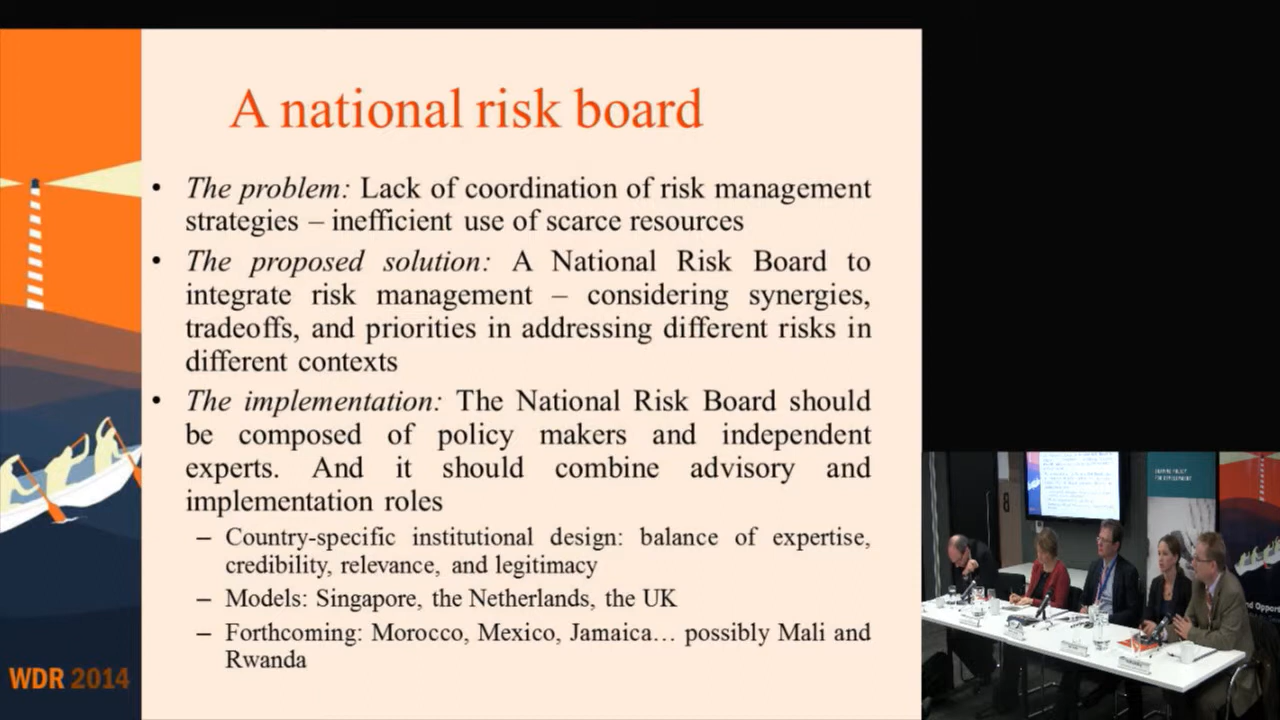 A national risk board
• The problem: Lack of coordination of risk management
strategies – inefficient use of scarce resources
• The proposed solution: A National Risk Board to
integrate risk management – considering synergies,
tradeoffs, and priorities in addressing different risks in
different contexts
• The implementation: The National Risk Board should
be composed of policy makers and independent
experts. And it should combine advisory and
implementation roles
– Country-specific institutional design: balance of expertise,
credibility, relevance, and legitimacy
– Models: Singapore, the Netherlands, the UK
– Forthcoming: Morocco, Mexico, Jamaica… possibly Mali and
Rwanda
WDR 2014